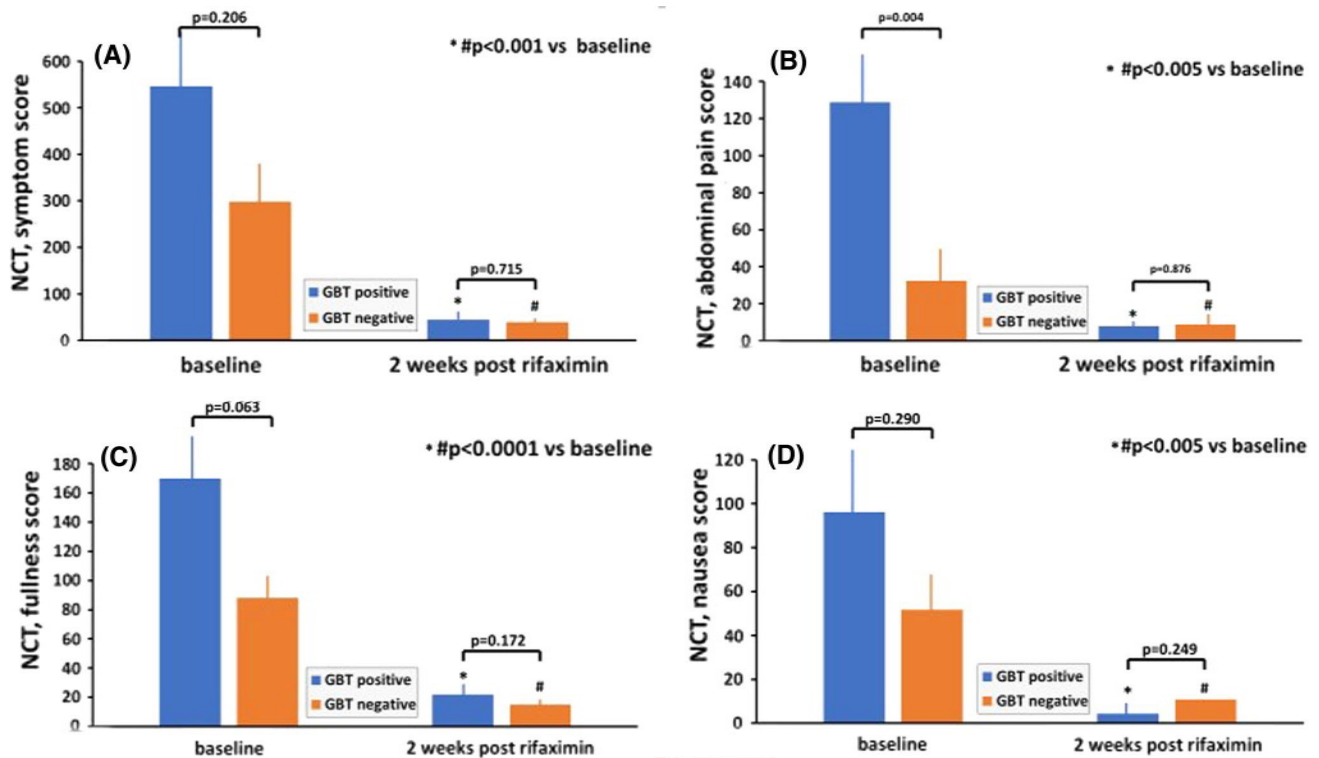 p=0.206
(A)
* #p<0.001 vs baseline
NCT, symptom score
600
500
400
300
200
100
0
GBT positive
GBT negative
p=0.715
*
#
baseline
2 weeks post rifaximin
p=0.004
(B)
* #p<0.005 vs baseline
NCT, abdominal pain score
140
120
100
80
60
40
20
0
GBT positive
GBT negative
p=0.876
*
#
baseline
2 weeks post rifaximin
p=0.063
(C)
*#p<0.0001 vs baseline
NCT, fullness score
180
160
140
120
100
80
60
40
20
0
GBT positive
GBT negative
p=0.172
*
#
baseline
2 weeks post rifaximin
p=0.290
(D)
*#p<0.005 vs baseline
NCT, nausea score
120
100
80
60
40
20
0
GBT positive
GBT negative
p=0.249
*
#
baseline
2 weeks post rifaximin